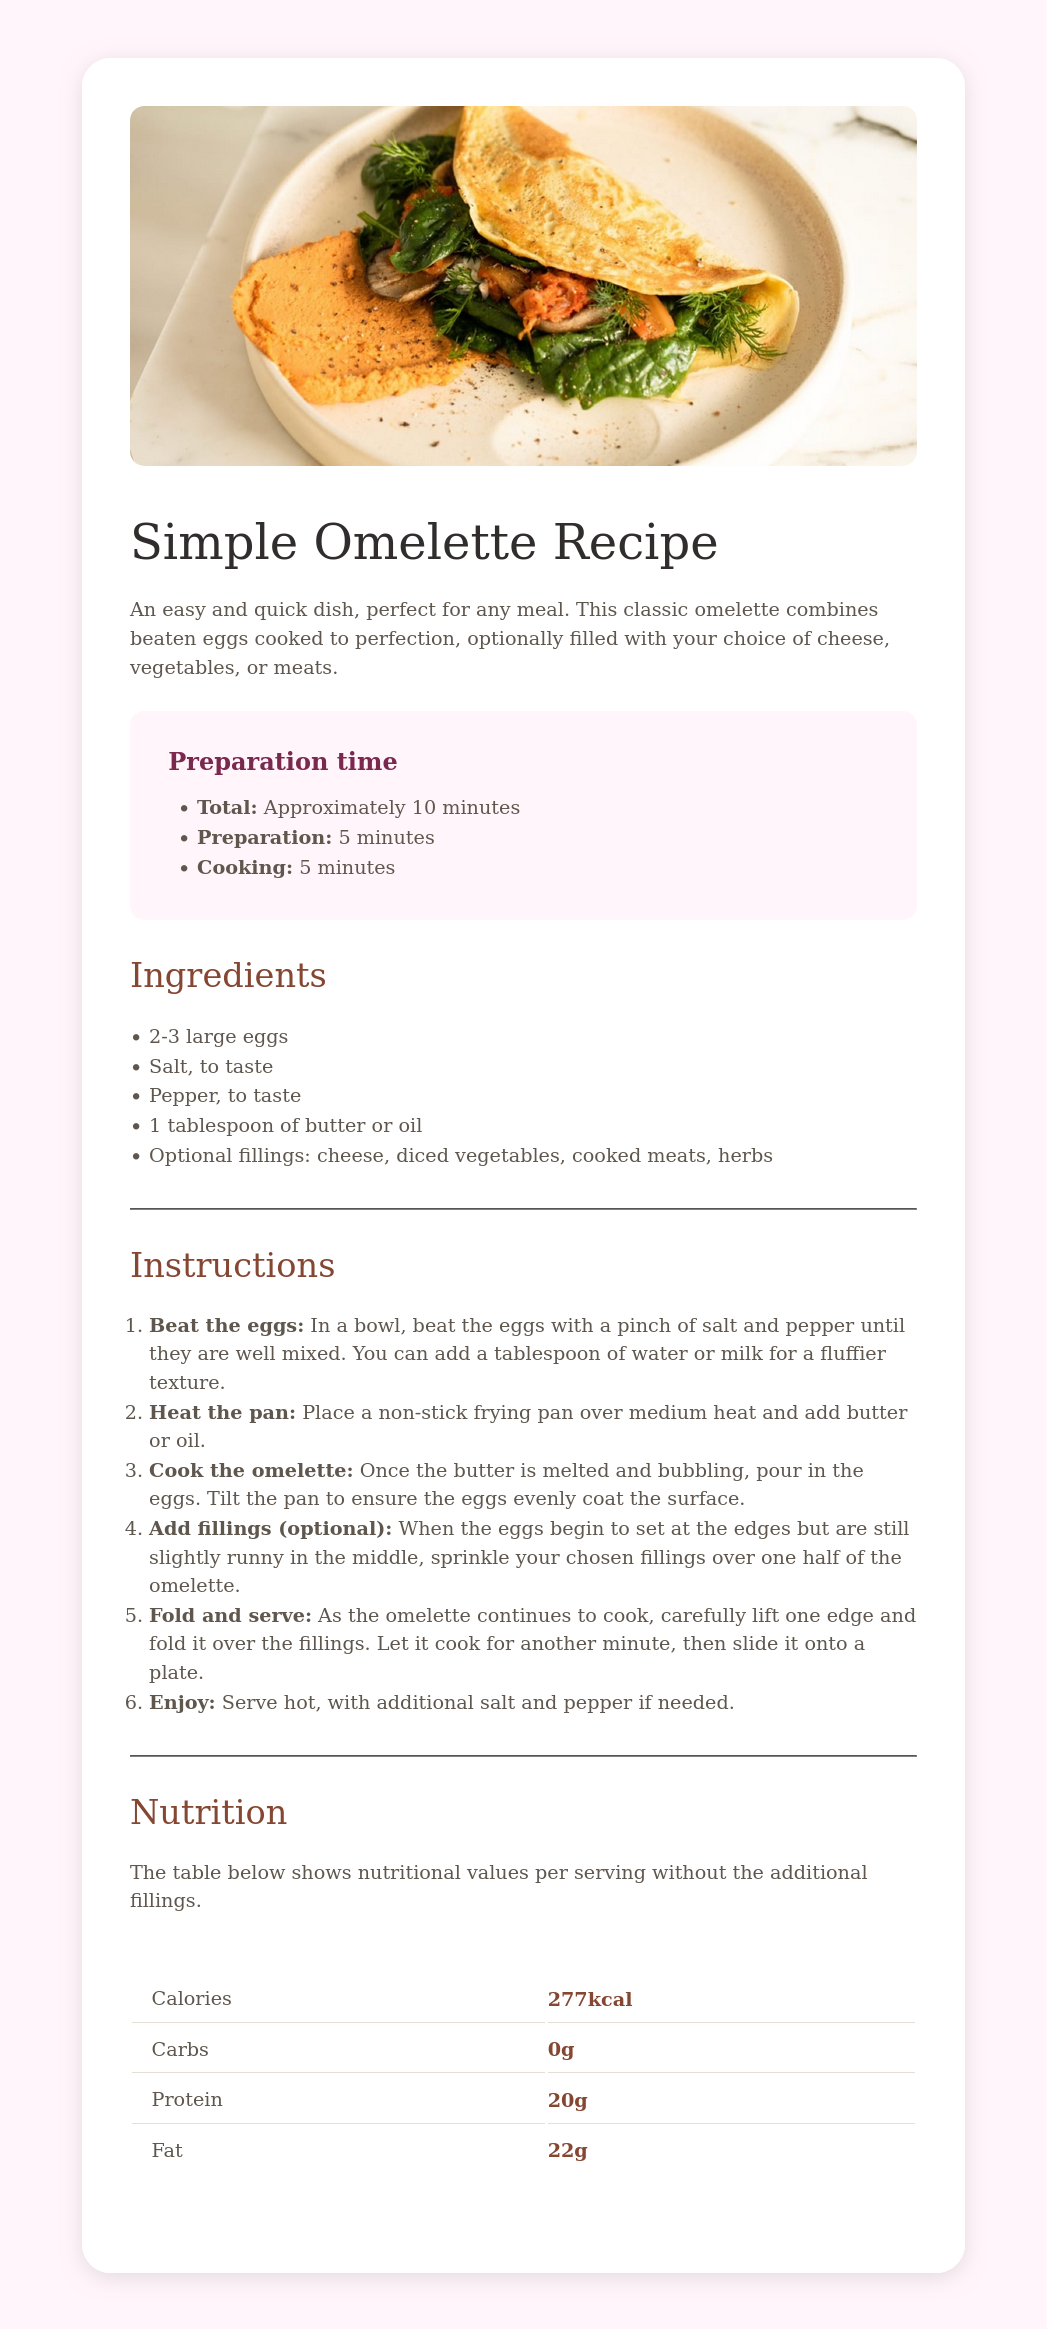 Simple Omelette Recipe
An easy and quick dish, perfect for any meal. This classic omelette combines
beaten eggs cooked to perfection, optionally filled with your choice of cheese,
vegetables, or meats.
Preparation time
• Total: Approximately 10 minutes
• Preparation: 5 minutes
• Cooking: 5 minutes
Ingredients
• 2-3 large eggs
• Salt, to taste
• Pepper, to taste
• 1 tablespoon of butter or oil
• Optional fillings: cheese, diced vegetables, cooked meats, herbs
Instructions
1. Beat the eggs: In a bowl, beat the eggs with a pinch of salt and pepper until
they are well mixed. You can add a tablespoon of water or milk for a fluffier
texture.
2. Heat the pan: Place a non-stick frying pan over medium heat and add butter
or oil.
3. Cook the omelette: Once the butter is melted and bubbling, pour in the
eggs. Tilt the pan to ensure the eggs evenly coat the surface.
4. Add fillings (optional): When the eggs begin to set at the edges but are still
slightly runny in the middle, sprinkle your chosen fillings over one half of the
omelette.
5. Fold and serve: As the omelette continues to cook, carefully lift one edge and
fold it over the fillings. Let it cook for another minute, then slide it onto a
plate.
6. Enjoy: Serve hot, with additional salt and pepper if needed.
Nutrition
The table below shows nutritional values per serving without the additional
fillings.
Calories 277kcal
Carbs 0g
Protein 20g
Fat 22g